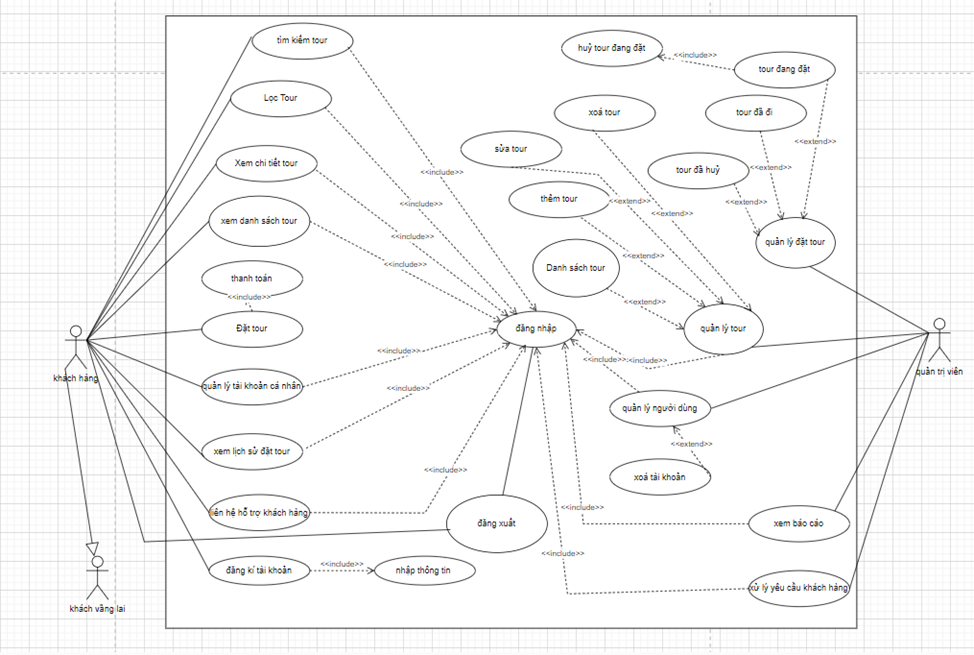 tìm kiếm tour
huỷ tour đang đặt
<<include>>
tour đang đặt
Lọc Tour
xoá tour
tour đã đi
<<extend>>
sửa tour
Xem chi tiết tour
<<include>>
tour đã huỷ
<<extend>>
thêm tour
<<include>>
<<extend>>
<<extend>>
<<extend>>
xem danh sách tour
<<include>>
quản lý đặt tour
<<extend>>
<<include>>
Danh sách tour
thanh toán
<<include>>
<<extend>>
Đặt tour
đăng nhập
quản lý tour
<<include>>
<<include>>
<<include>>
khách hàng
quản trị viên
quản lý tài khoản cá nhân
<<include>>
quản lý người dùng
<<extend>>
xem lịch sử đặt tour
<<include>>
xoá tài khoản
<<include>>
liên hệ hỗ trợ khách hàng
đăng xuất
xem báo cáo
<<include>>
<<include>>
đăng kí tài khoản
nhập thông tin
xử lý yêu cầu khách hàng
khách vãng lai